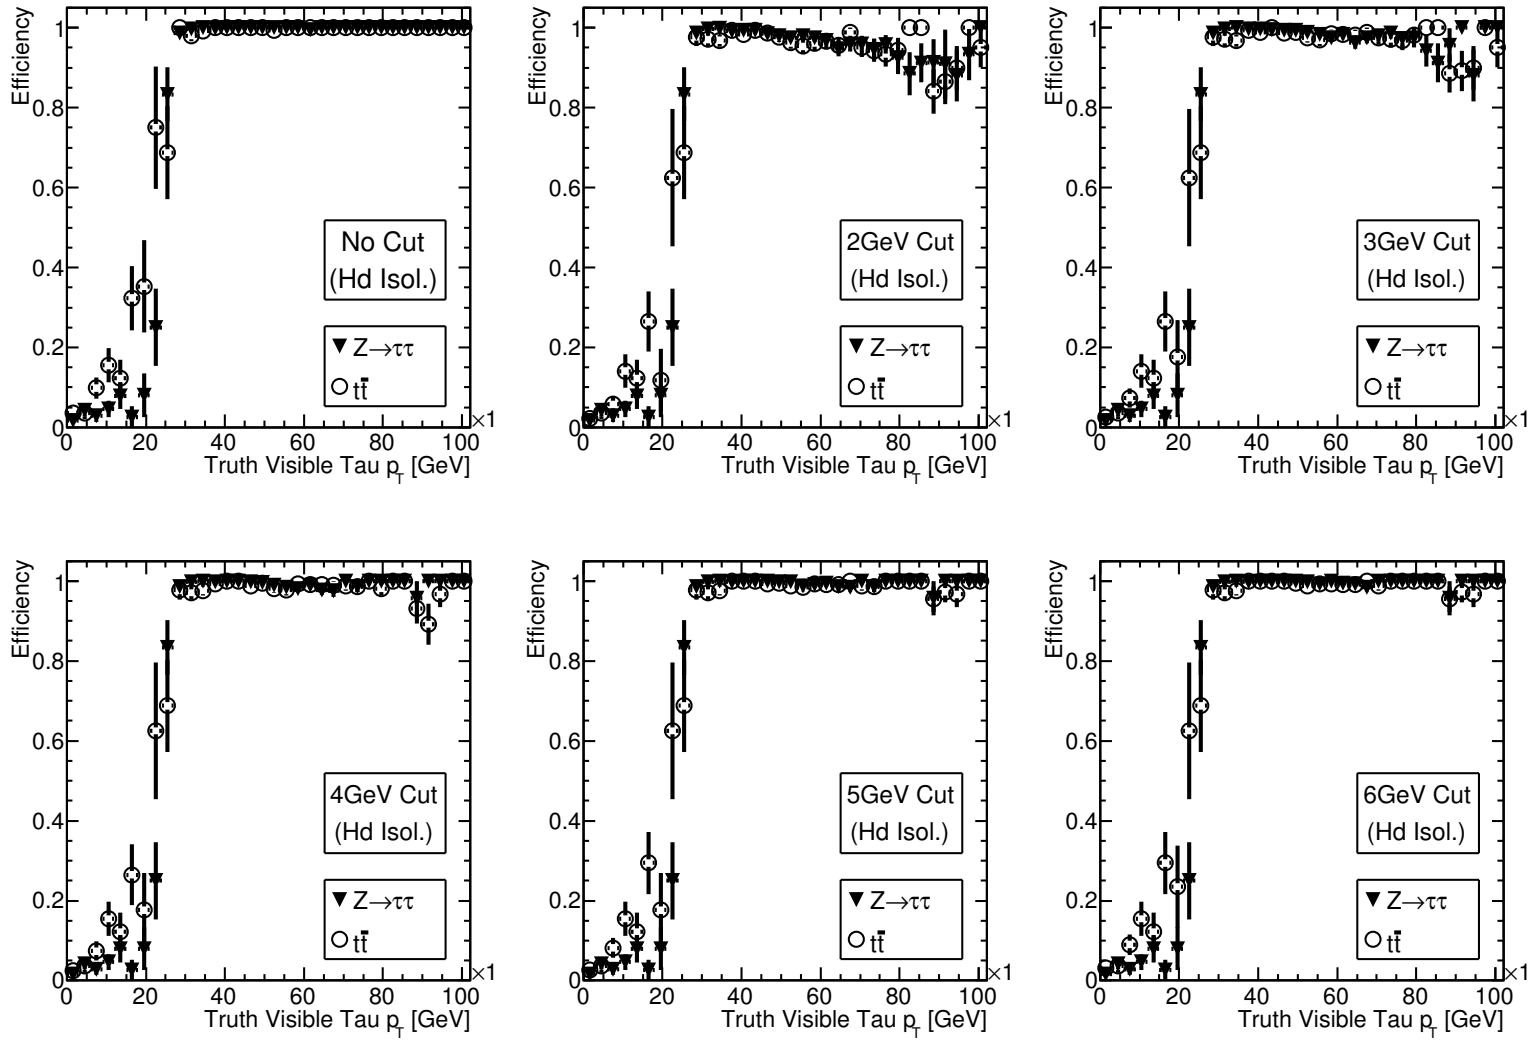 Efficiency
1
0.8
0.6
0.4
0.2
0
0 20 40 60 80 100
×1
Truth Visible Tau p_T [GeV]
No Cut
(Hd Isol.)
Z→ττ
tt̄
Efficiency
1
0.8
0.6
0.4
0.2
0
0 20 40 60 80 100
×1
Truth Visible Tau p_T [GeV]
2GeV Cut
(Hd Isol.)
Z→ττ
tt̄
Efficiency
1
0.8
0.6
0.4
0.2
0
0 20 40 60 80 100
×1
Truth Visible Tau p_T [GeV]
3GeV Cut
(Hd Isol.)
Z→ττ
tt̄
Efficiency
1
0.8
0.6
0.4
0.2
0
0 20 40 60 80 100
×1
Truth Visible Tau p_T [GeV]
4GeV Cut
(Hd Isol.)
Z→ττ
tt̄
Efficiency
1
0.8
0.6
0.4
0.2
0
0 20 40 60 80 100
×1
Truth Visible Tau p_T [GeV]
5GeV Cut
(Hd Isol.)
Z→ττ
tt̄
Efficiency
1
0.8
0.6
0.4
0.2
0
0 20 40 60 80 100
×1
Truth Visible Tau p_T [GeV]
6GeV Cut
(Hd Isol.)
Z→ττ
tt̄